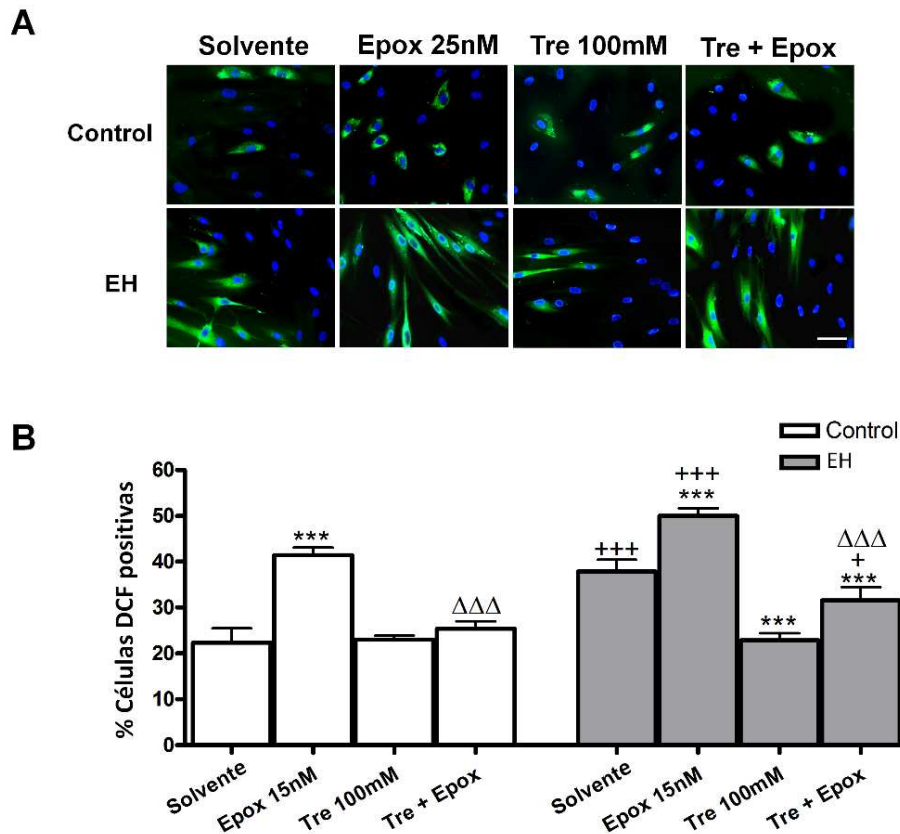 A
Solvente Epox 25nM Tre 100mM Tre + Epox
Control
EH
B
Control
EH
% Células DCF positivas
60
50
40
30
20
10
0
***
ΔΔΔ
+++
+++
***
***
ΔΔΔ
+
***
Solvente
Epox 15nM
Tre 100mM
Tre + Epox
Solvente
Epox 15nM
Tre 100mM
Tre + Epox